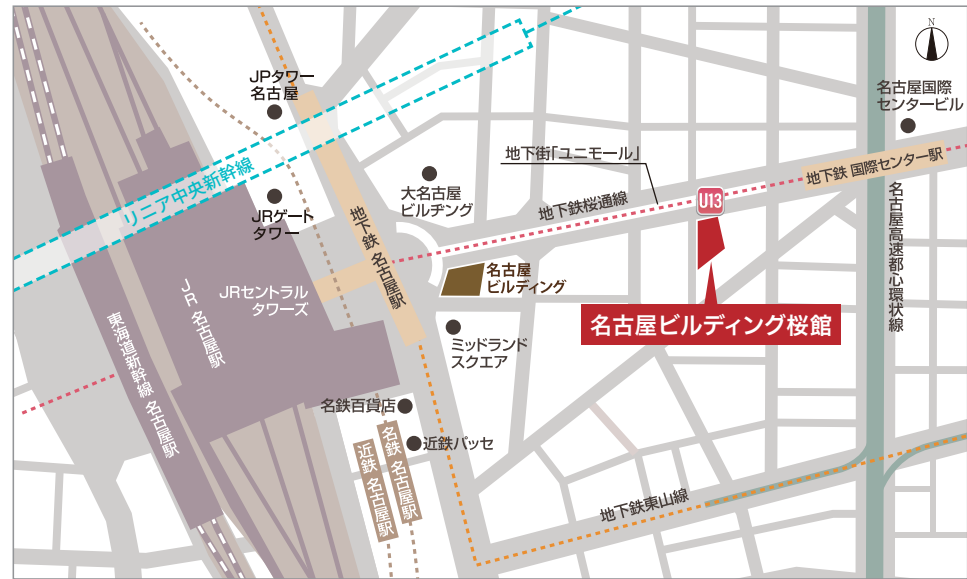 N
JPタワー
名古屋
名古屋国際
センタービル
リニア中央新幹線
地下街「ユニモール」
地下鉄 国際センター駅
大名古屋
ビルヂング
地下鉄桜通線
U13
JRゲート
タワー
地下鉄 名古屋駅
名古屋高速都心環状線
名古屋
ビルディング
JRセントラル
タワーズ
JR 名古屋駅
東海道新幹線 名古屋駅
名古屋ビルディング桜館
ミッドランド
スクエア
名鉄百貨店
近鉄パッセ
名鉄 名古屋駅
近鉄 名古屋駅
地下鉄東山線